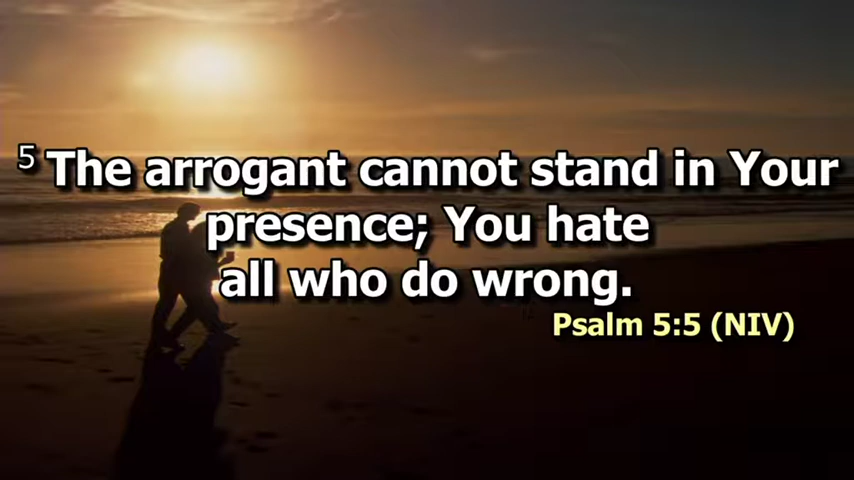 5 The arrogant cannot stand in Your
presence; You hate
all who do wrong.
Psalm 5:5 (NIV)